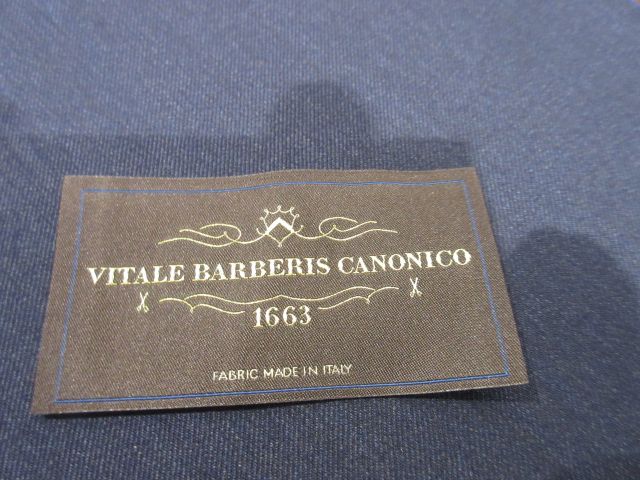 VITALE BARBERIS CANONICO
1663
FABRIC MADE IN ITALY